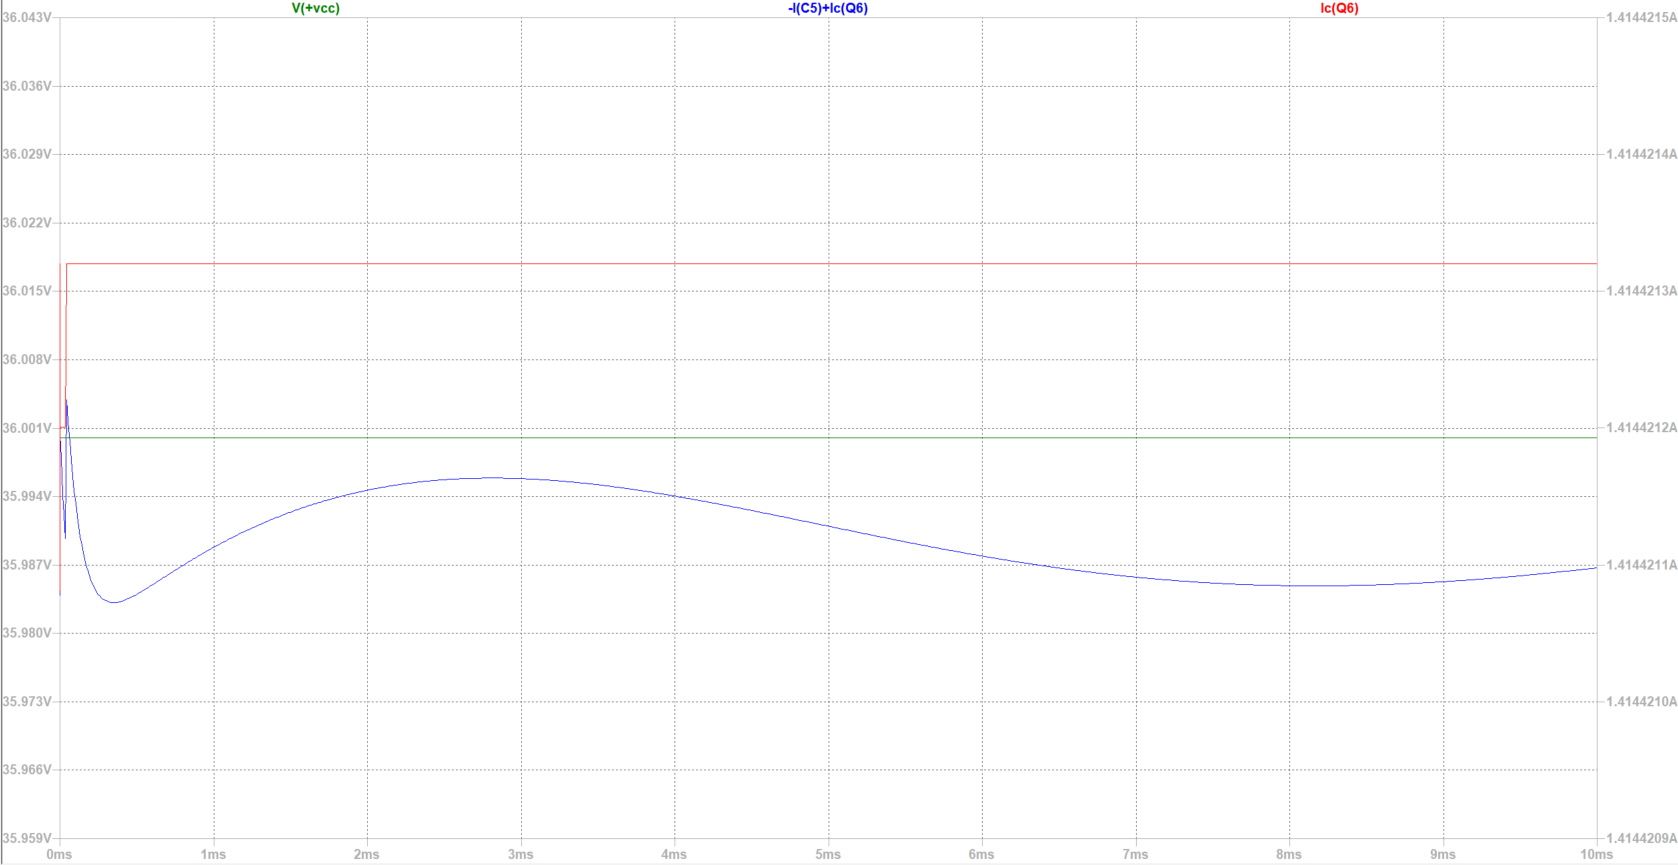 V(+vcc) -I(C5)+Ic(Q6) Ic(Q6)
36.043V 1.4144215A
36.036V
36.029V 1.4144214A
36.022V
36.015V 1.4144213A
36.008V
36.001V 1.4144212A
35.994V
35.987V 1.4144211A
35.980V
35.973V 1.4144210A
35.966V
35.959V 1.4144209A
0ms 1ms 2ms 3ms 4ms 5ms 6ms 7ms 8ms 9ms 10ms